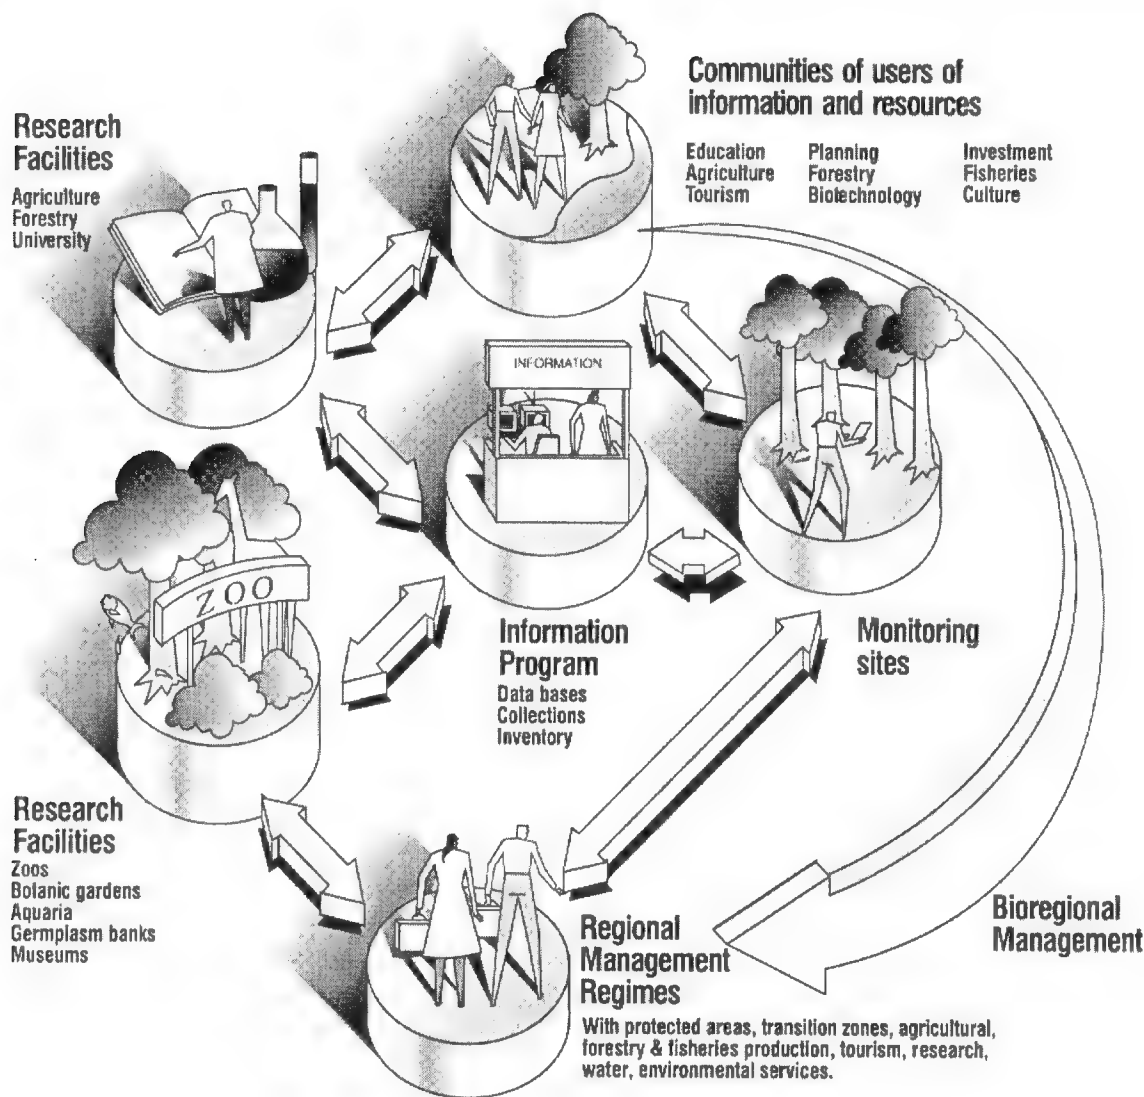 Communities of users of
information and resources
Education Planning Investment
Agriculture Forestry Fisheries
Tourism Biotechnology Culture
Research
Facilities
Agriculture
Forestry
University
INFORMATION
ZOO
Information
Program
Data bases
Collections
Inventory
Monitoring
sites
Research
Facilities
Zoos
Botanic gardens
Aquaria
Germplasm banks
Museums
Regional
Management
Regimes
With protected areas, transition zones, agricultural,
forestry & fisheries production, tourism, research,
water, environmental services.
Bioregional
Management